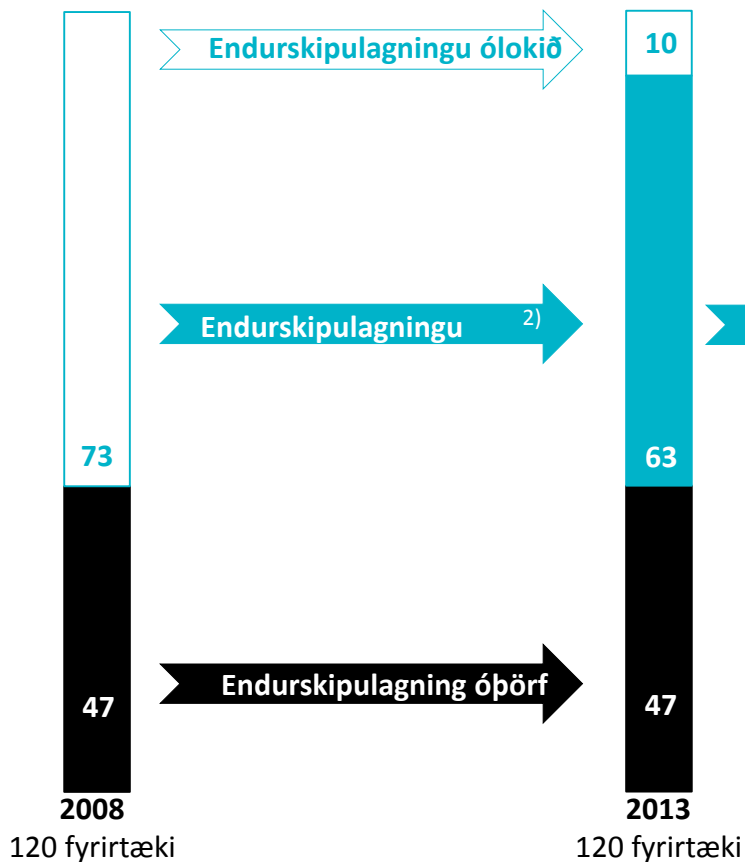 Endurskipulagningu ólokið
10
Endurskipulagningu 2)
73
63
Endurskipulagning óþörf
47
47
2008
2013
120 fyrirtæki
120 fyrirtæki